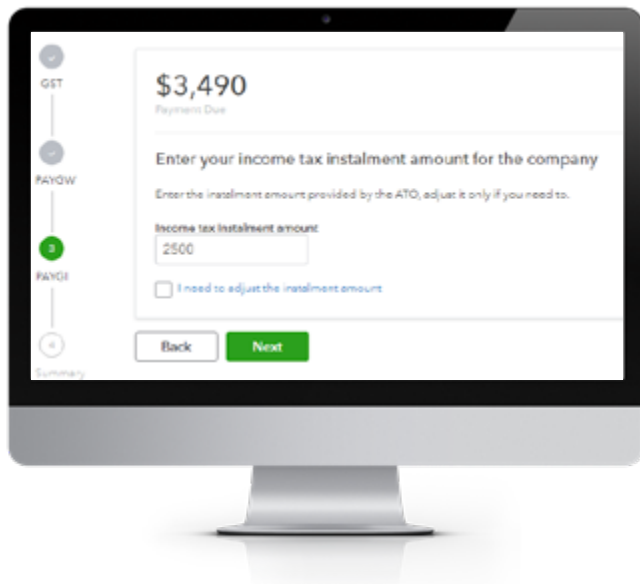 GST
PAYGW
3
PAYGI
4
Summary
$3,490
Payment Due
Enter your income tax instalment amount for the company
Enter the instalment amount provided by the ATO, adjust it only if you need to.
Income tax instalment amount
2500
I need to adjust the instalment amount
Back
Next